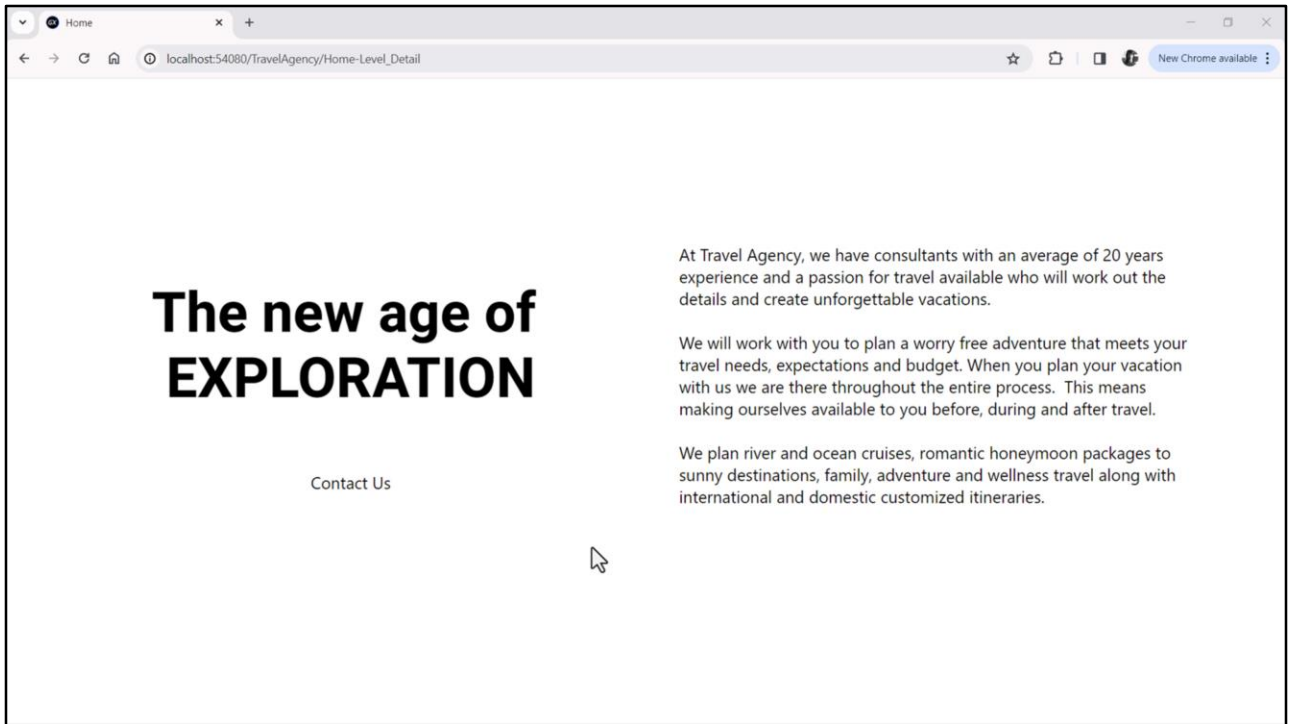 GX Home
localhost:54080/TravelAgency/Home-Level_Detail
New Chrome available
The new age of
EXPLORATION
Contact Us
At Travel Agency, we have consultants with an average of 20 years
experience and a passion for travel available who will work out the
details and create unforgettable vacations.
We will work with you to plan a worry free adventure that meets your
travel needs, expectations and budget. When you plan your vacation
with us we are there throughout the entire process.  This means
making ourselves available to you before, during and after travel.
We plan river and ocean cruises, romantic honeymoon packages to
sunny destinations, family, adventure and wellness travel along with
international and domestic customized itineraries.